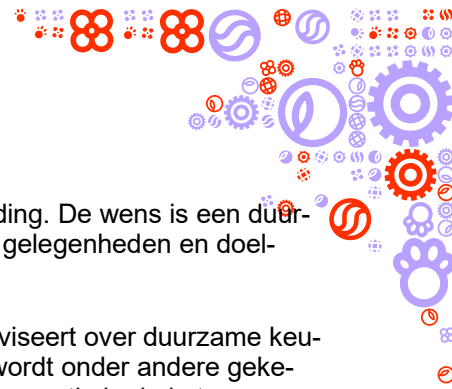 ding. De wens is een duur-
gelegenheden en doel-
viseert over duurzame keu-
wordt onder andere geke-